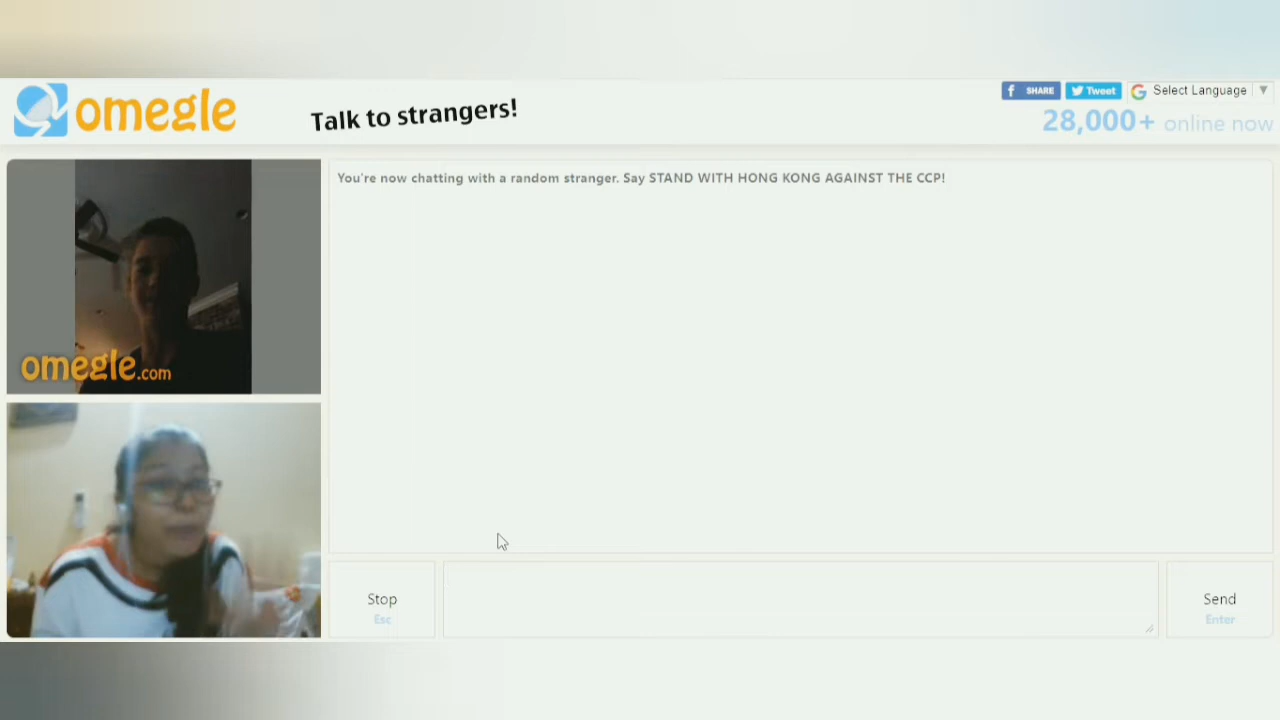 omegle
Talk to strangers!
SHARE
Tweet
Select Language
28,000+ online now
You're now chatting with a random stranger. Say STAND WITH HONG KONG AGAINST THE CCP!
omegle.com
Stop
Esc
Send
Enter